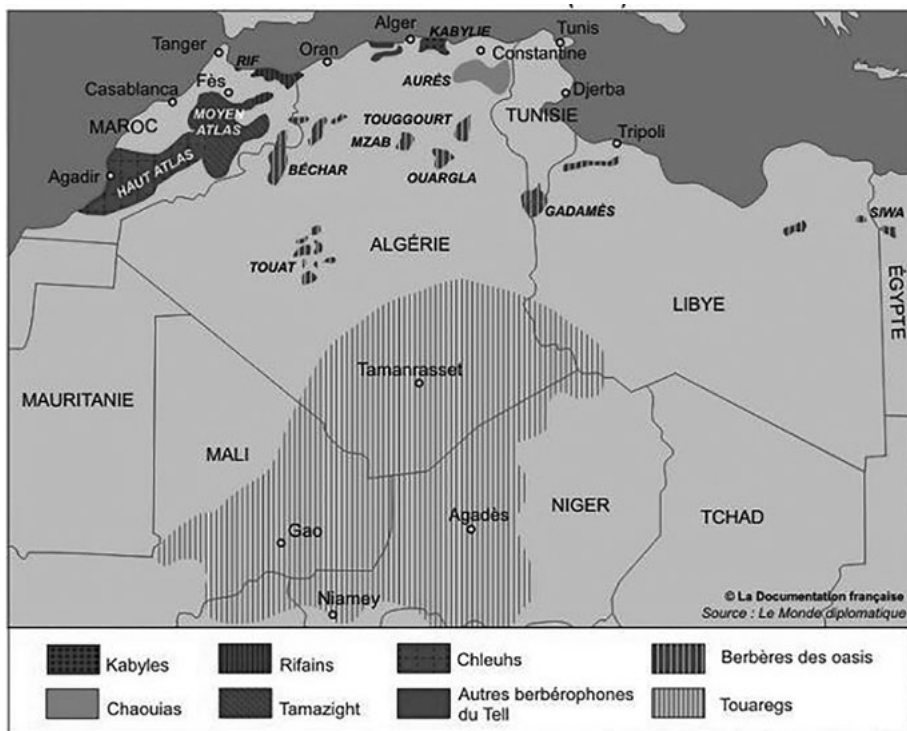 Alger
KABYLIE
Tunis
Tanger
RIF
Oran
Constantine
Casablanca
Fès
AURÉS
Djerba
MAROC
MOYEN
ATLAS
TOUGGOURT
TUNISIE
MZAB
Tripoli
Agadir
HAUT ATLAS
BÉCHAR
OUARGLA
GADAMÉS
SIWA
TOUAT
ALGÉRIE
LIBYE
ÉGYPTE
Tamanrasset
MAURITANIE
MALI
Gao
Agadès
NIGER
TCHAD
Niamey
© La Documentation française
Source : Le Monde diplomatique
Kabyles
Rifains
Chleuhs
Berbères des oasis
Chaouias
Tamazight
Autres berbérophones
du Tell
Touaregs